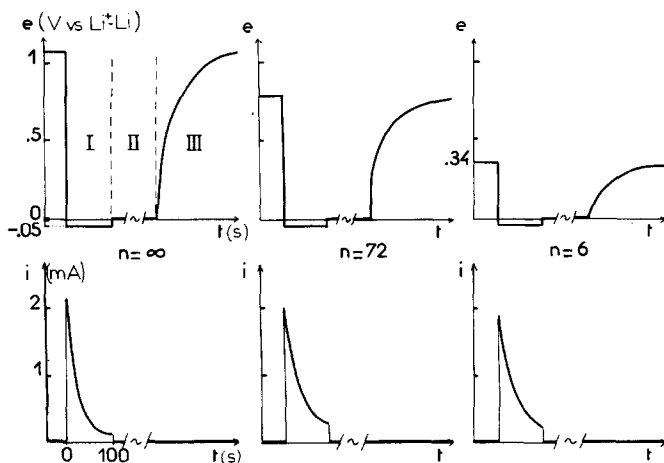 e (V vs Li⁺-Li)
1
.5
0
-.05
I
II
III
~
t(s)
n=∞
e
~
t
n=72
e
.34
~
t
n=6
i (mA)
2
1
0
100
~
t(s)
i
~
t
i
~
t